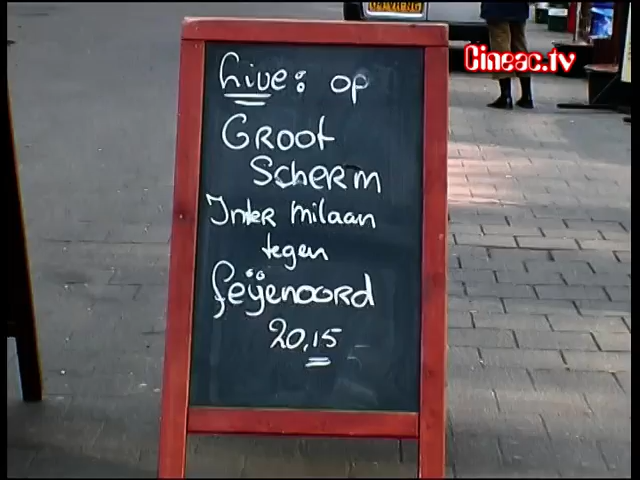 Cineac.tv
Live: op
Groot
Scherm
Inter Milaan
tegen
feijenoord
20.15